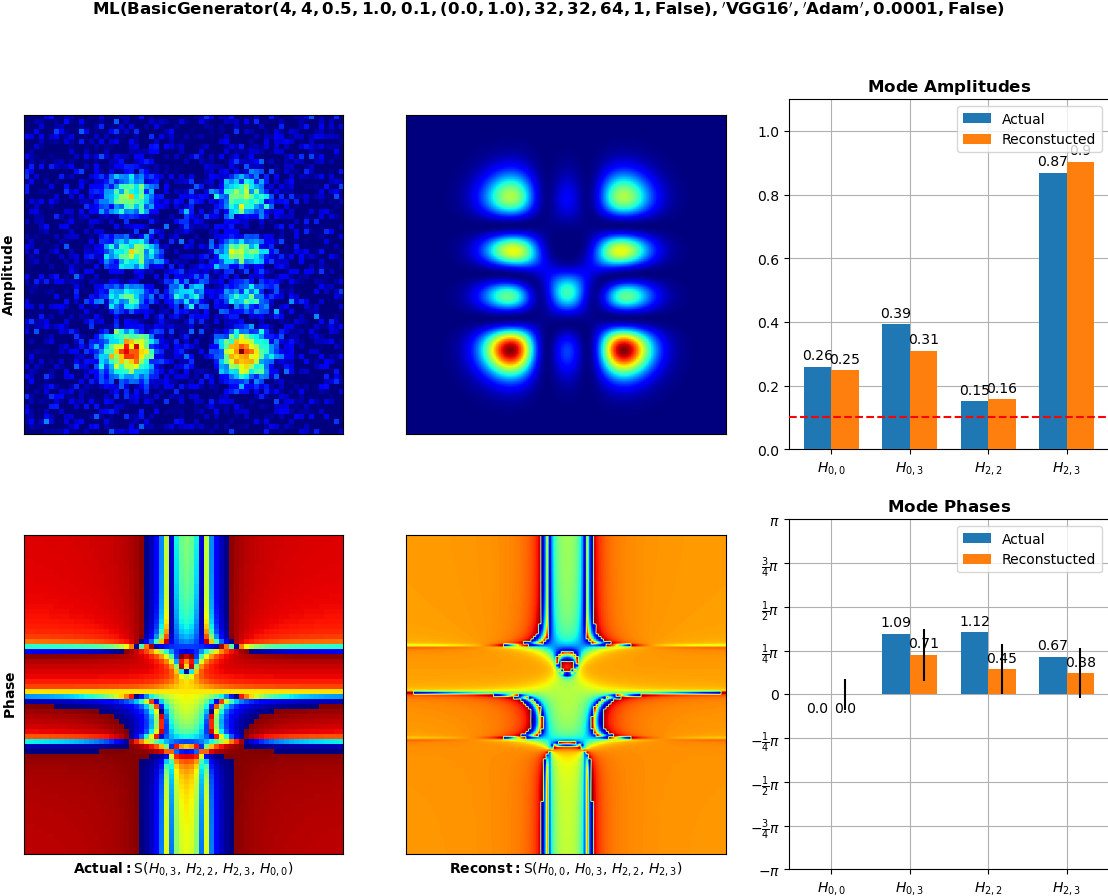 ML(BasicGenerator(4, 4, 0.5, 1.0, 0.1, (0.0, 1.0), 32, 32, 64, 1, False), ′VGG16′, ′Adam′, 0.0001, False)
Amplitude
Mode Amplitudes
Actual
Reconstucted
1.0
0.8
0.6
0.4
0.2
0.0
0.26
0.25
0.39
0.31
0.15
0.16
0.87
0.9
H0,0
H0,3
H2,2
H2,3
Phase
Actual: S(H0,3, H2,2, H2,3, H0,0)
Reconst: S(H0,0, H0,3, H2,2, H2,3)
Mode Phases
Actual
Reconstucted
π
3/4π
1/2π
1/4π
0
−1/4π
−1/2π
−3/4π
−π
0.0
0.0
1.09
0.71
1.12
0.45
0.67
0.38
H0,0
H0,3
H2,2
H2,3